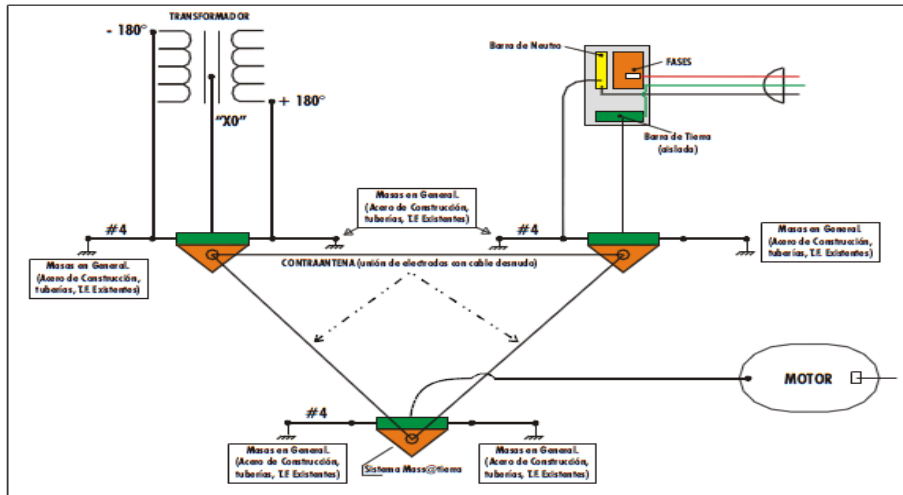 TRANSFORMADOR
- 180°
+ 180°
"X0"
Barra de Neutro
FASES
Barra de Tierra
(aislada)
#4
Masas en General.
(Acero de Construcción,
tuberías, T.F. Existentes)
#4
Masas en General.
(Acero de Construcción,
tuberías, T.F. Existentes)
Masas en General.
(Acero de Construcción,
tuberías, T.F. Existentes)
CONTRAANTENA (unión de electrodos con cable desnudo)
MOTOR
#4
Masas en General.
(Acero de Construcción,
tuberías, T.F. Existentes)
Sistema Mass@tierra
Masas en General.
(Acero de Construcción,
tuberías, T.F. Existentes)